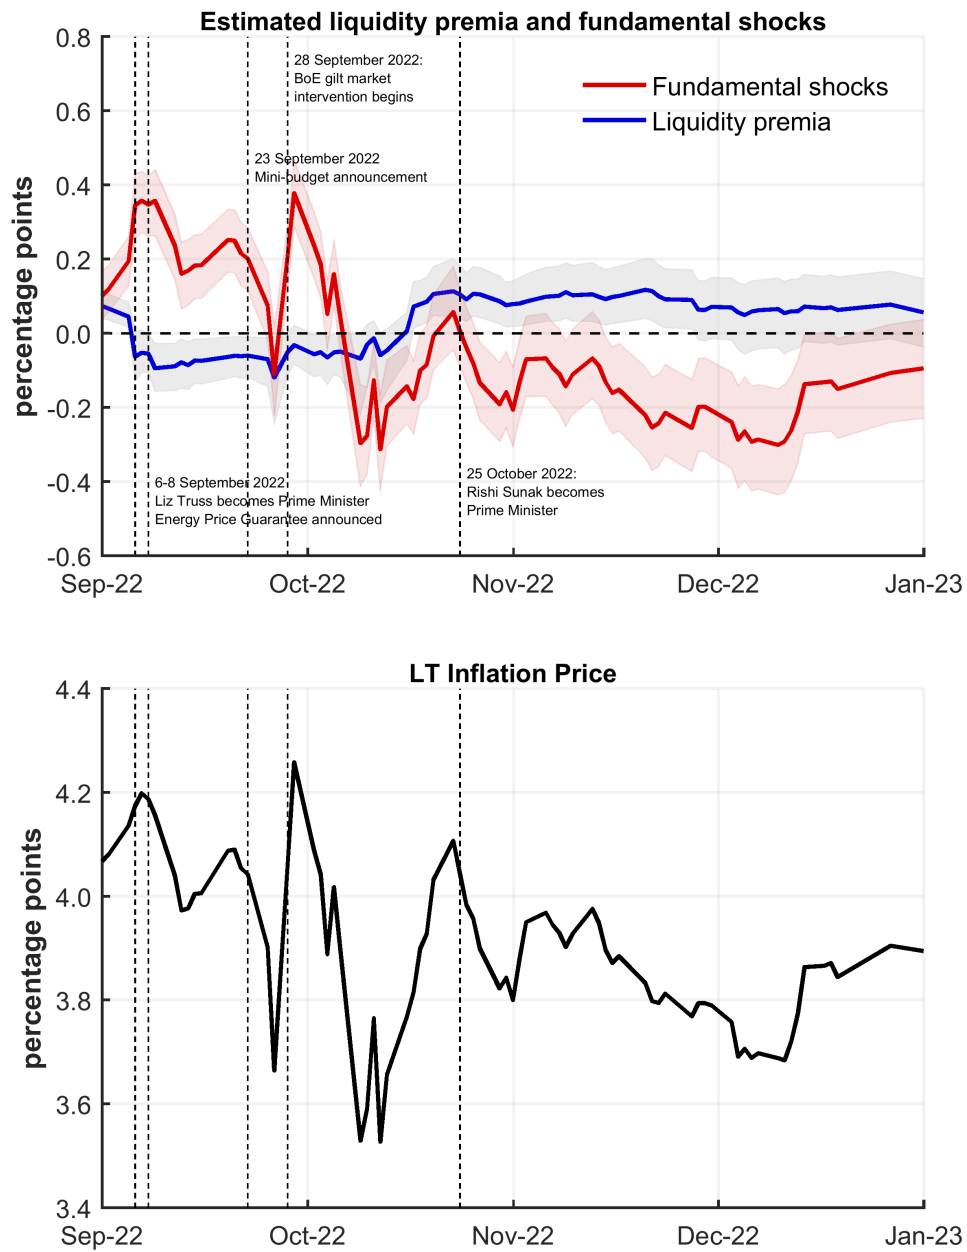 Estimated liquidity premia and fundamental shocks
0.8
28 September 2022:
BoE gilt market
intervention begins
Fundamental shocks
Liquidity premia
0.6
23 September 2022
Mini-budget announcement
0.4
0.2
0.0
-0.2
-0.4
-0.6
percentage points
6-8 September 2022
Liz Truss becomes Prime Minister
Energy Price Guarantee announced
25 October 2022:
Rishi Sunak becomes
Prime Minister
Sep-22 Oct-22 Nov-22 Dec-22 Jan-23
LT Inflation Price
4.4
4.2
4.0
3.8
3.6
3.4
percentage points
Sep-22 Oct-22 Nov-22 Dec-22 Jan-23